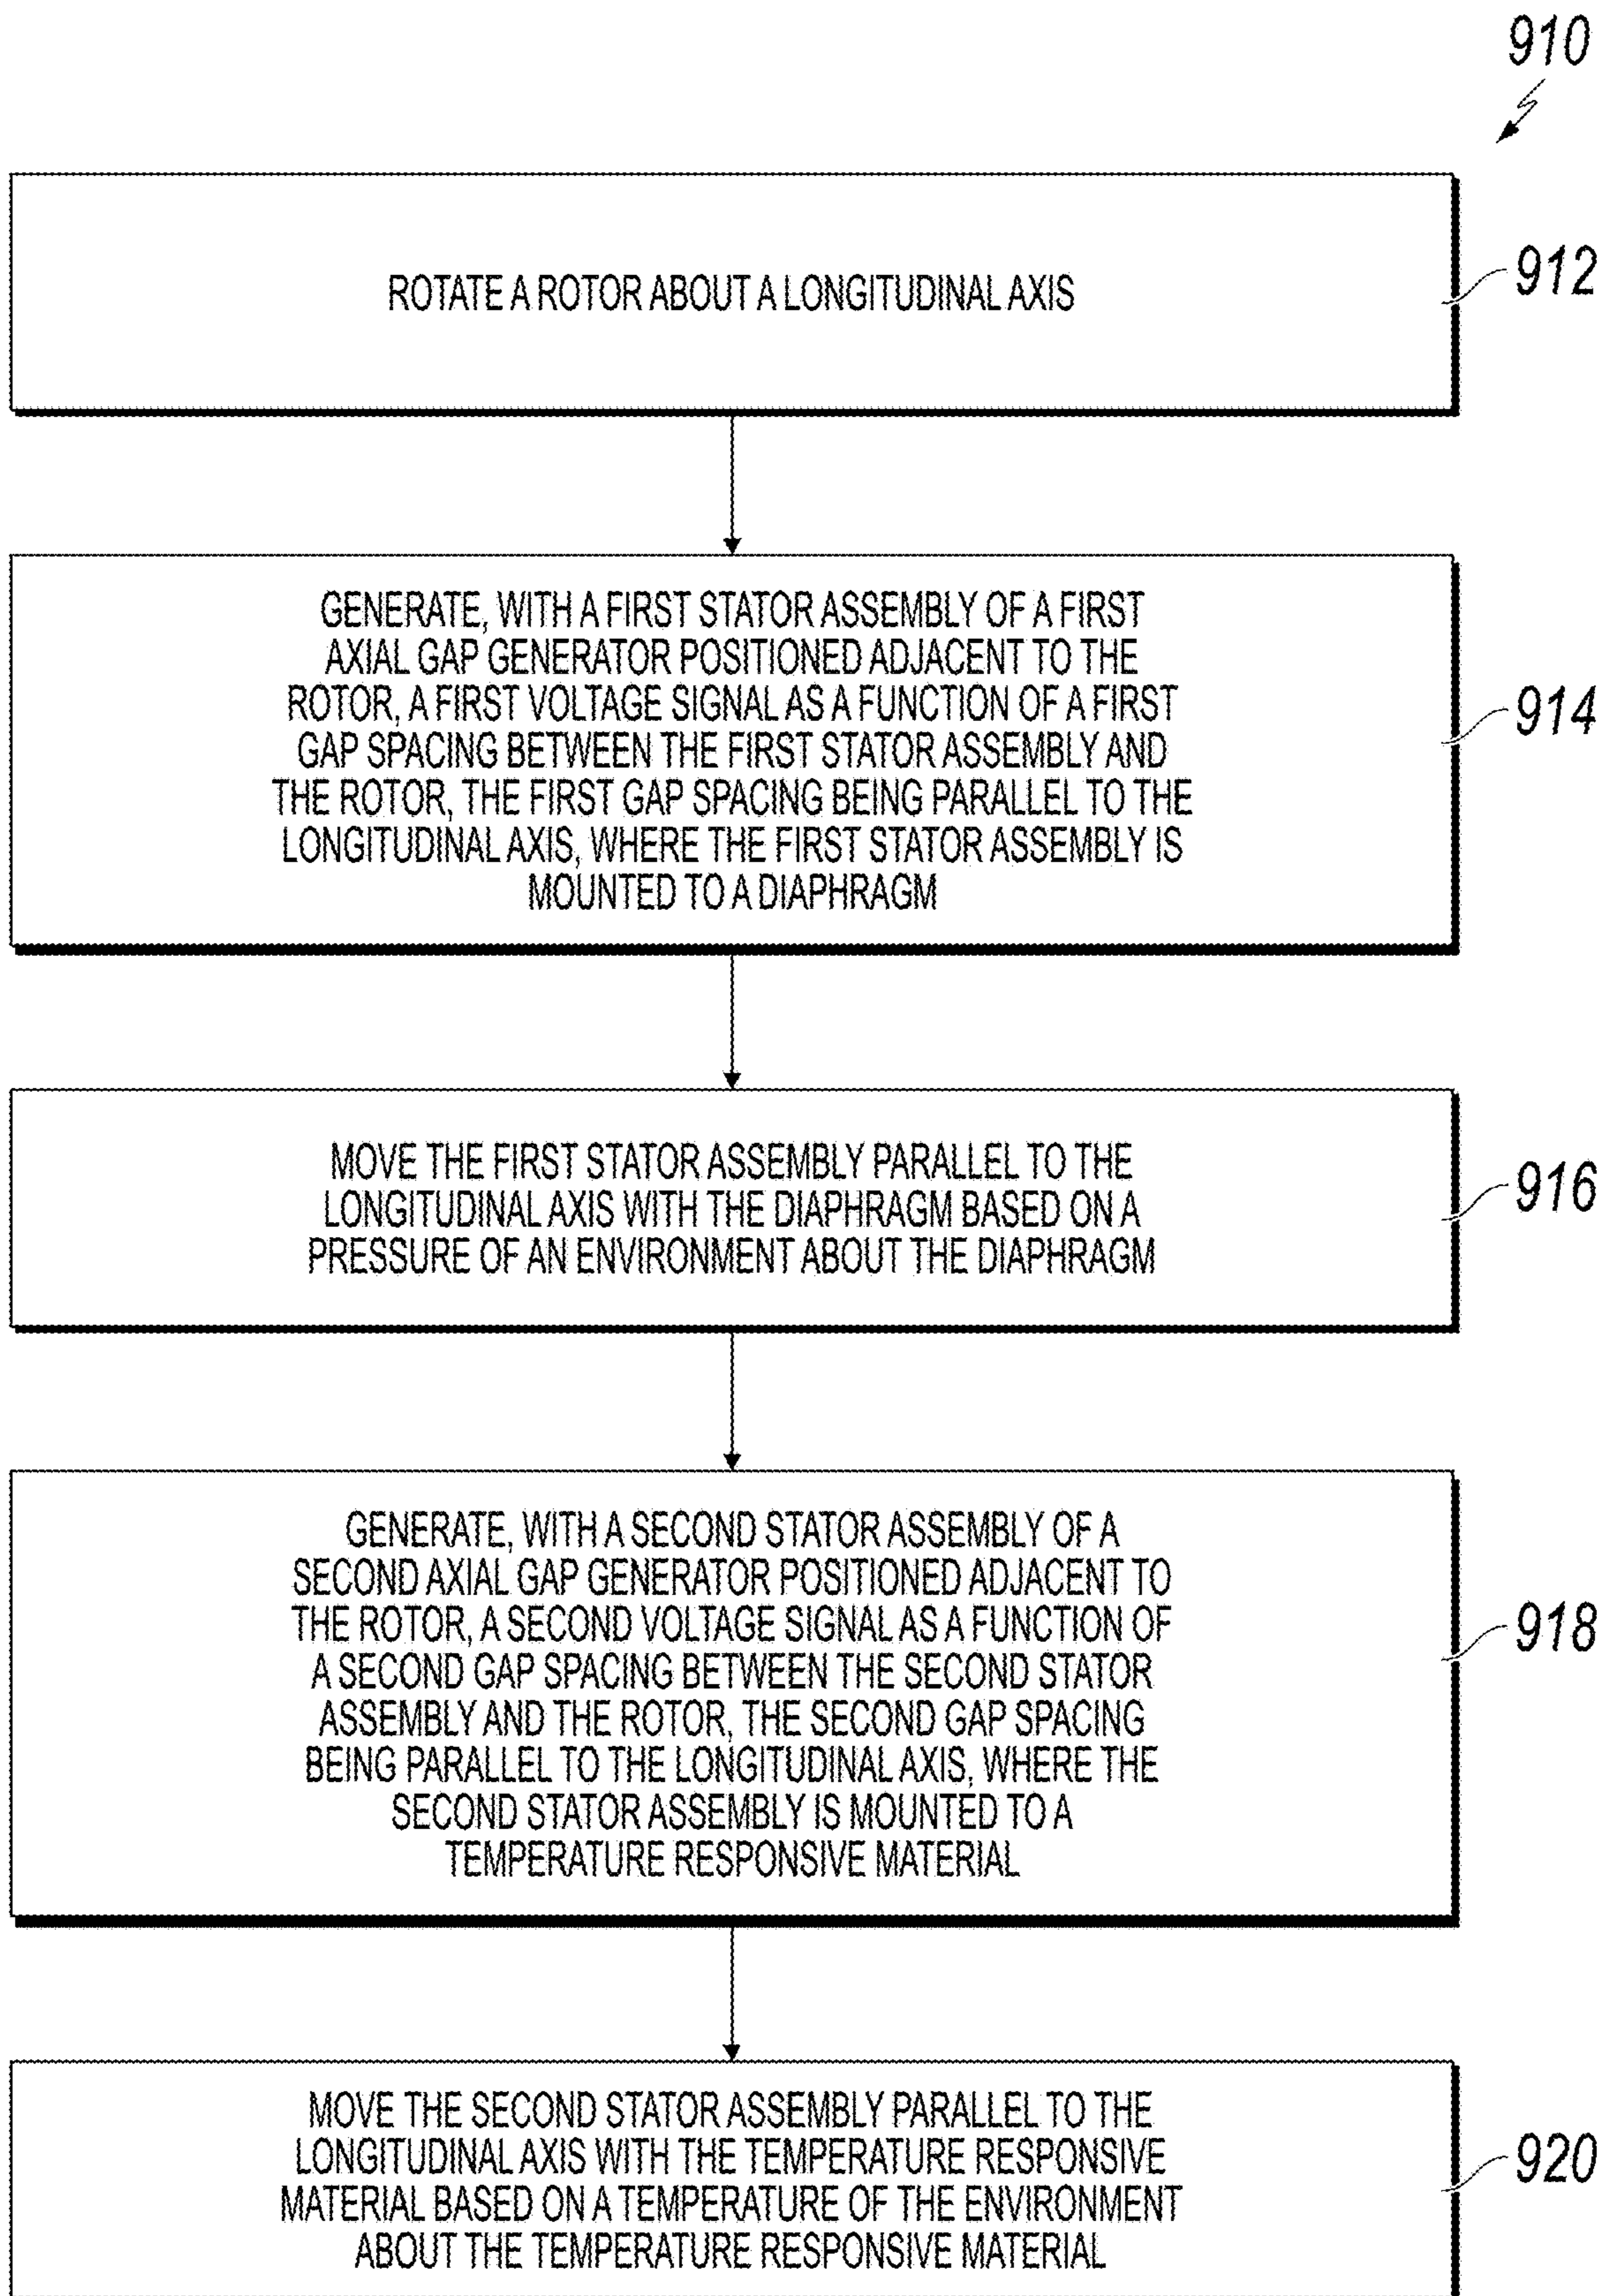 910
ROTATE A ROTOR ABOUT A LONGITUDINAL AXIS
912
GENERATE, WITH A FIRST STATOR ASSEMBLY OF A FIRST
AXIAL GAP GENERATOR POSITIONED ADJACENT TO THE
ROTOR, A FIRST VOLTAGE SIGNAL AS A FUNCTION OF A FIRST
GAP SPACING BETWEEN THE FIRST STATOR ASSEMBLY AND
THE ROTOR, THE FIRST GAP SPACING BEING PARALLEL TO THE
LONGITUDINAL AXIS, WHERE THE FIRST STATOR ASSEMBLY IS
MOUNTED TO A DIAPHRAGM
914
MOVE THE FIRST STATOR ASSEMBLY PARALLEL TO THE
LONGITUDINAL AXIS WITH THE DIAPHRAGM BASED ON A
PRESSURE OF AN ENVIRONMENT ABOUT THE DIAPHRAGM
916
GENERATE, WITH A SECOND STATOR ASSEMBLY OF A
SECOND AXIAL GAP GENERATOR POSITIONED ADJACENT TO
THE ROTOR, A SECOND VOLTAGE SIGNAL AS A FUNCTION OF
A SECOND GAP SPACING BETWEEN THE SECOND STATOR
ASSEMBLY AND THE ROTOR, THE SECOND GAP SPACING
BEING PARALLEL TO THE LONGITUDINAL AXIS, WHERE THE
SECOND STATOR ASSEMBLY IS MOUNTED TO A
TEMPERATURE RESPONSIVE MATERIAL
918
MOVE THE SECOND STATOR ASSEMBLY PARALLEL TO THE
LONGITUDINAL AXIS WITH THE TEMPERATURE RESPONSIVE
MATERIAL BASED ON A TEMPERATURE OF THE ENVIRONMENT
ABOUT THE TEMPERATURE RESPONSIVE MATERIAL
920